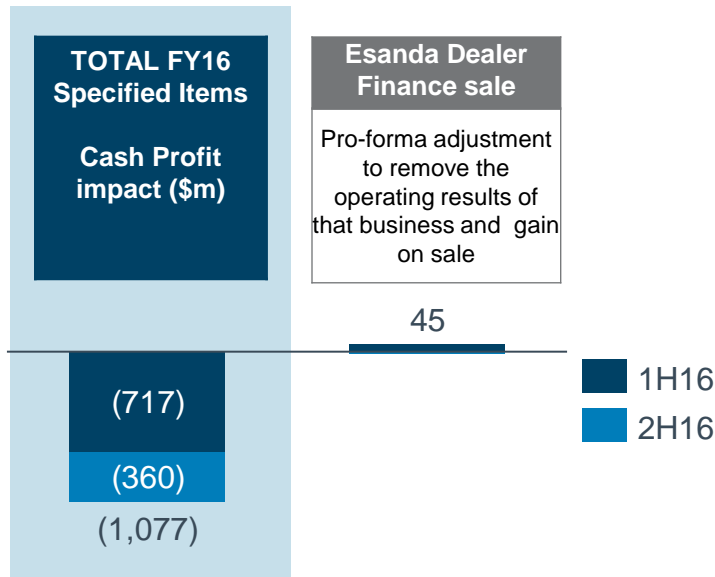 TOTAL FY16
Specified Items
Cash Profit
impact ($m)
Esanda Dealer
Finance sale
Pro-forma adjustment
to remove the
operating results of
that business and gain
on sale
45
(717)
(360)
(1,077)
1H16
2H16